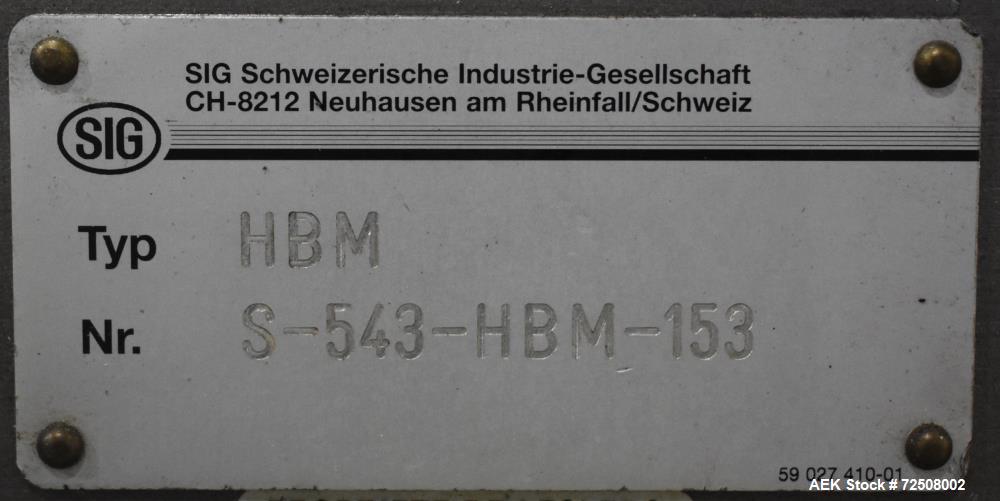 SIG Schweizerische Industrie-Gesellschaft
CH-8212 Neuhausen am Rheinfall/Schweiz
SIG
Typ HBM
Nr. S-543-HBM-153
59 027 410-01
AEK Stock # 72508002